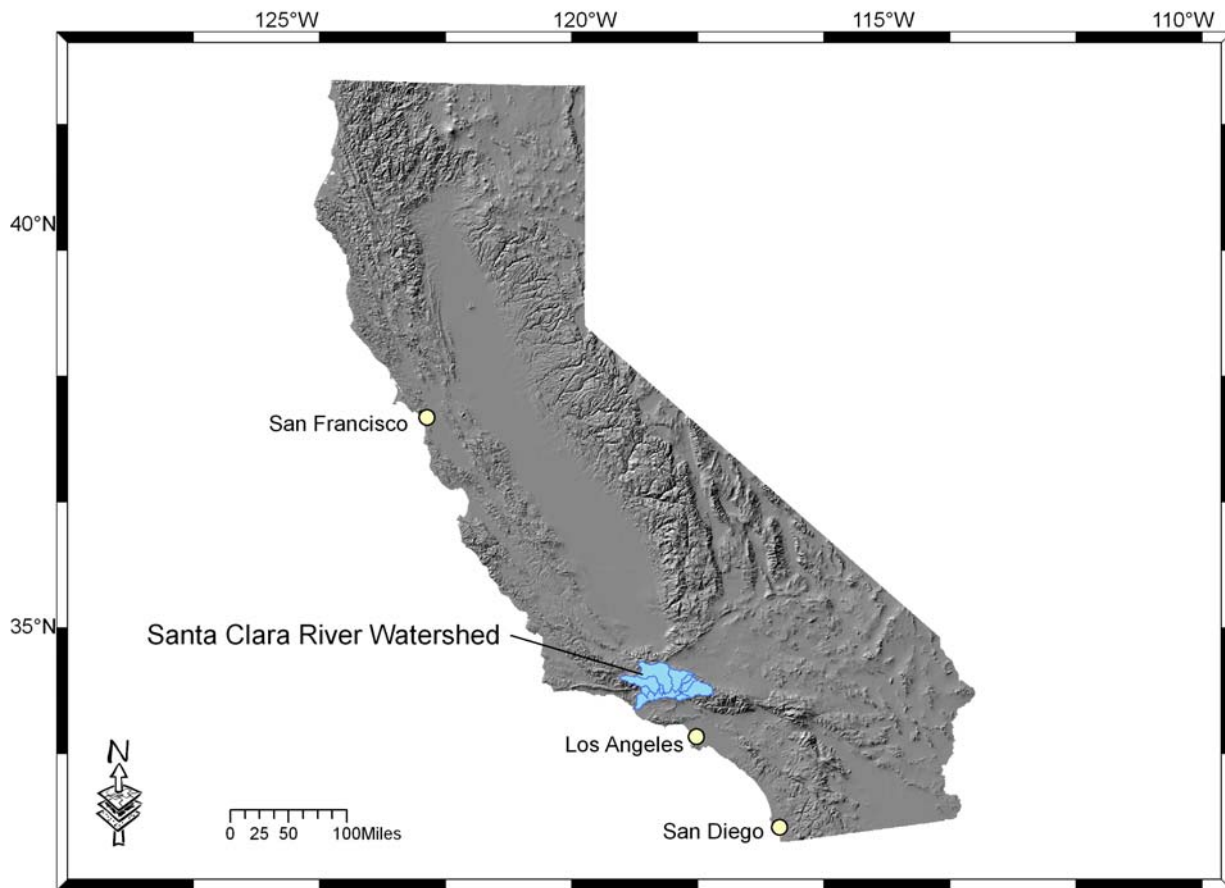 125°W 120°W 115°W 110°W
40°N
San Francisco
35°N
Santa Clara River Watershed
Los Angeles
N
San Diego
0 25 50 100Miles